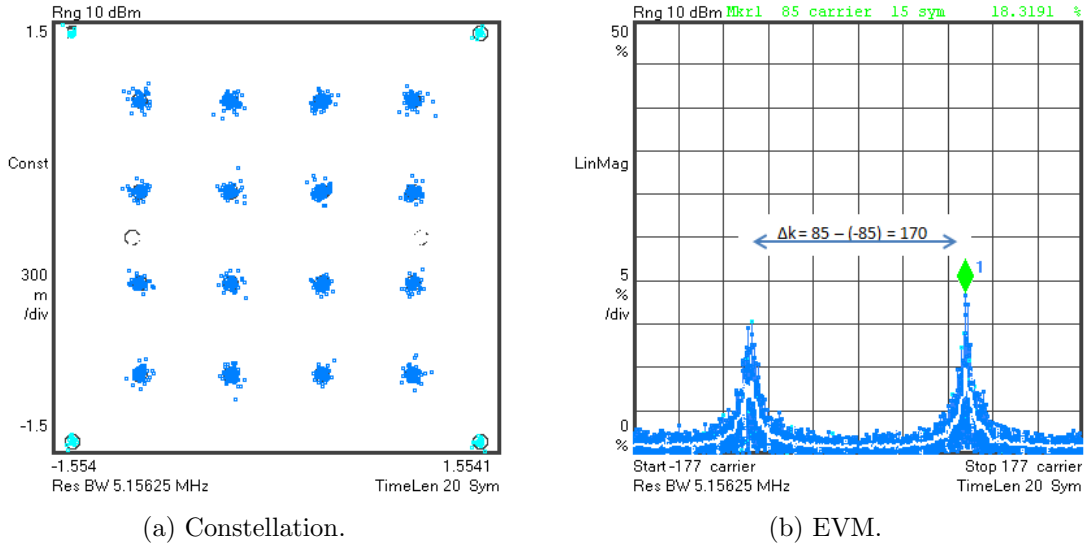 Rng 10 dBm
1.5
Const
300
m
/div
-1.5
-1.554
1.5541
Res BW 5.15625 MHz
TimeLen 20 Sym
(a) Constellation.
Rng 10 dBm
Mkr1 85 carrier 15 sym 18.3191 %
50
%
LinMag
Δk = 85 – (-85) = 170
1
5
%
/div
0
%
Start -177 carrier
Stop 177 carrier
Res BW 5.15625 MHz
TimeLen 20 Sym
(b) EVM.